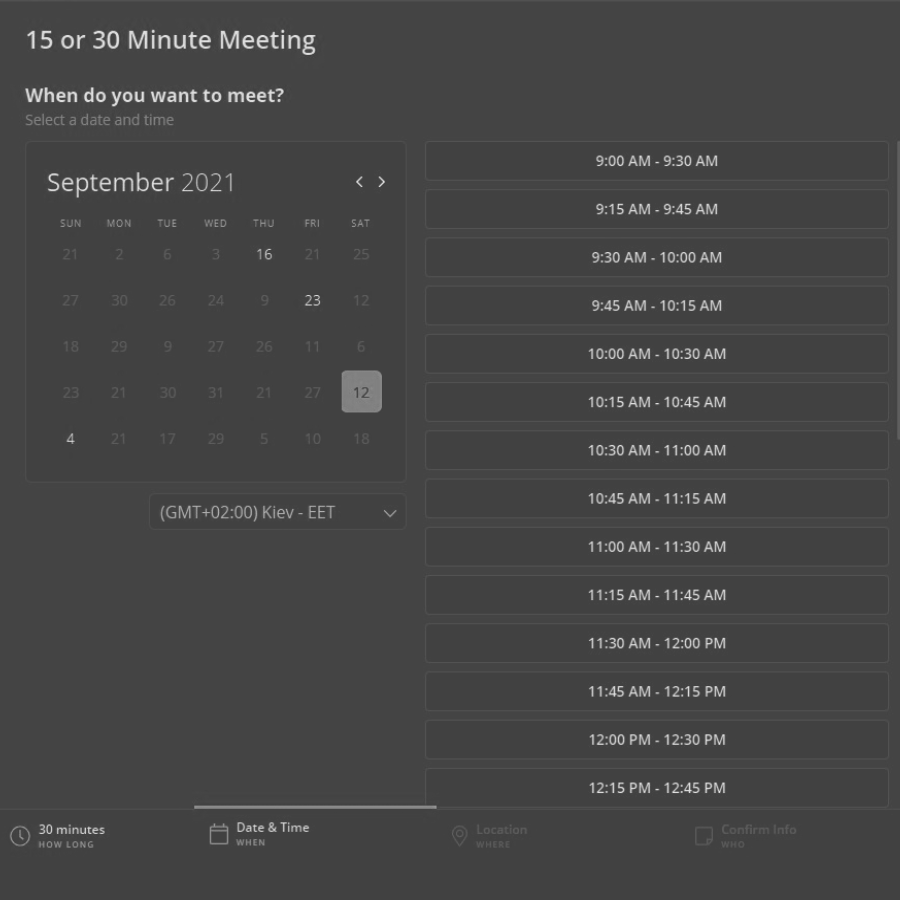 15 or 30 Minute Meeting
When do you want to meet?
Select a date and time
September 2021
SUN MON TUE WED THU FRI SAT
21 2 6 3 16 21 25
27 30 26 24 9 23 12
18 29 9 27 26 11 6
23 21 30 31 21 27 12
4 21 17 29 5 10 18
(GMT+02:00) Kiev - EET
9:00 AM - 9:30 AM
9:15 AM - 9:45 AM
9:30 AM - 10:00 AM
9:45 AM - 10:15 AM
10:00 AM - 10:30 AM
10:15 AM - 10:45 AM
10:30 AM - 11:00 AM
10:45 AM - 11:15 AM
11:00 AM - 11:30 AM
11:15 AM - 11:45 AM
11:30 AM - 12:00 PM
11:45 AM - 12:15 PM
12:00 PM - 12:30 PM
12:15 PM - 12:45 PM
30 minutes
HOW LONG
Date & Time
WHEN
Location
WHERE
Confirm Info
WHO